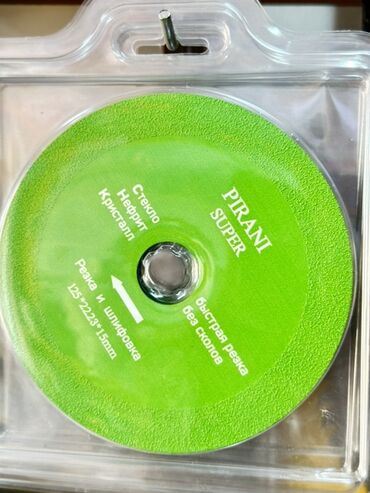 PIRANI
SUPER
Стекло
Нефрит
Кристалл
быстрая резка
без сколов
Резка и шлифовка
125*22.23*1.5mm